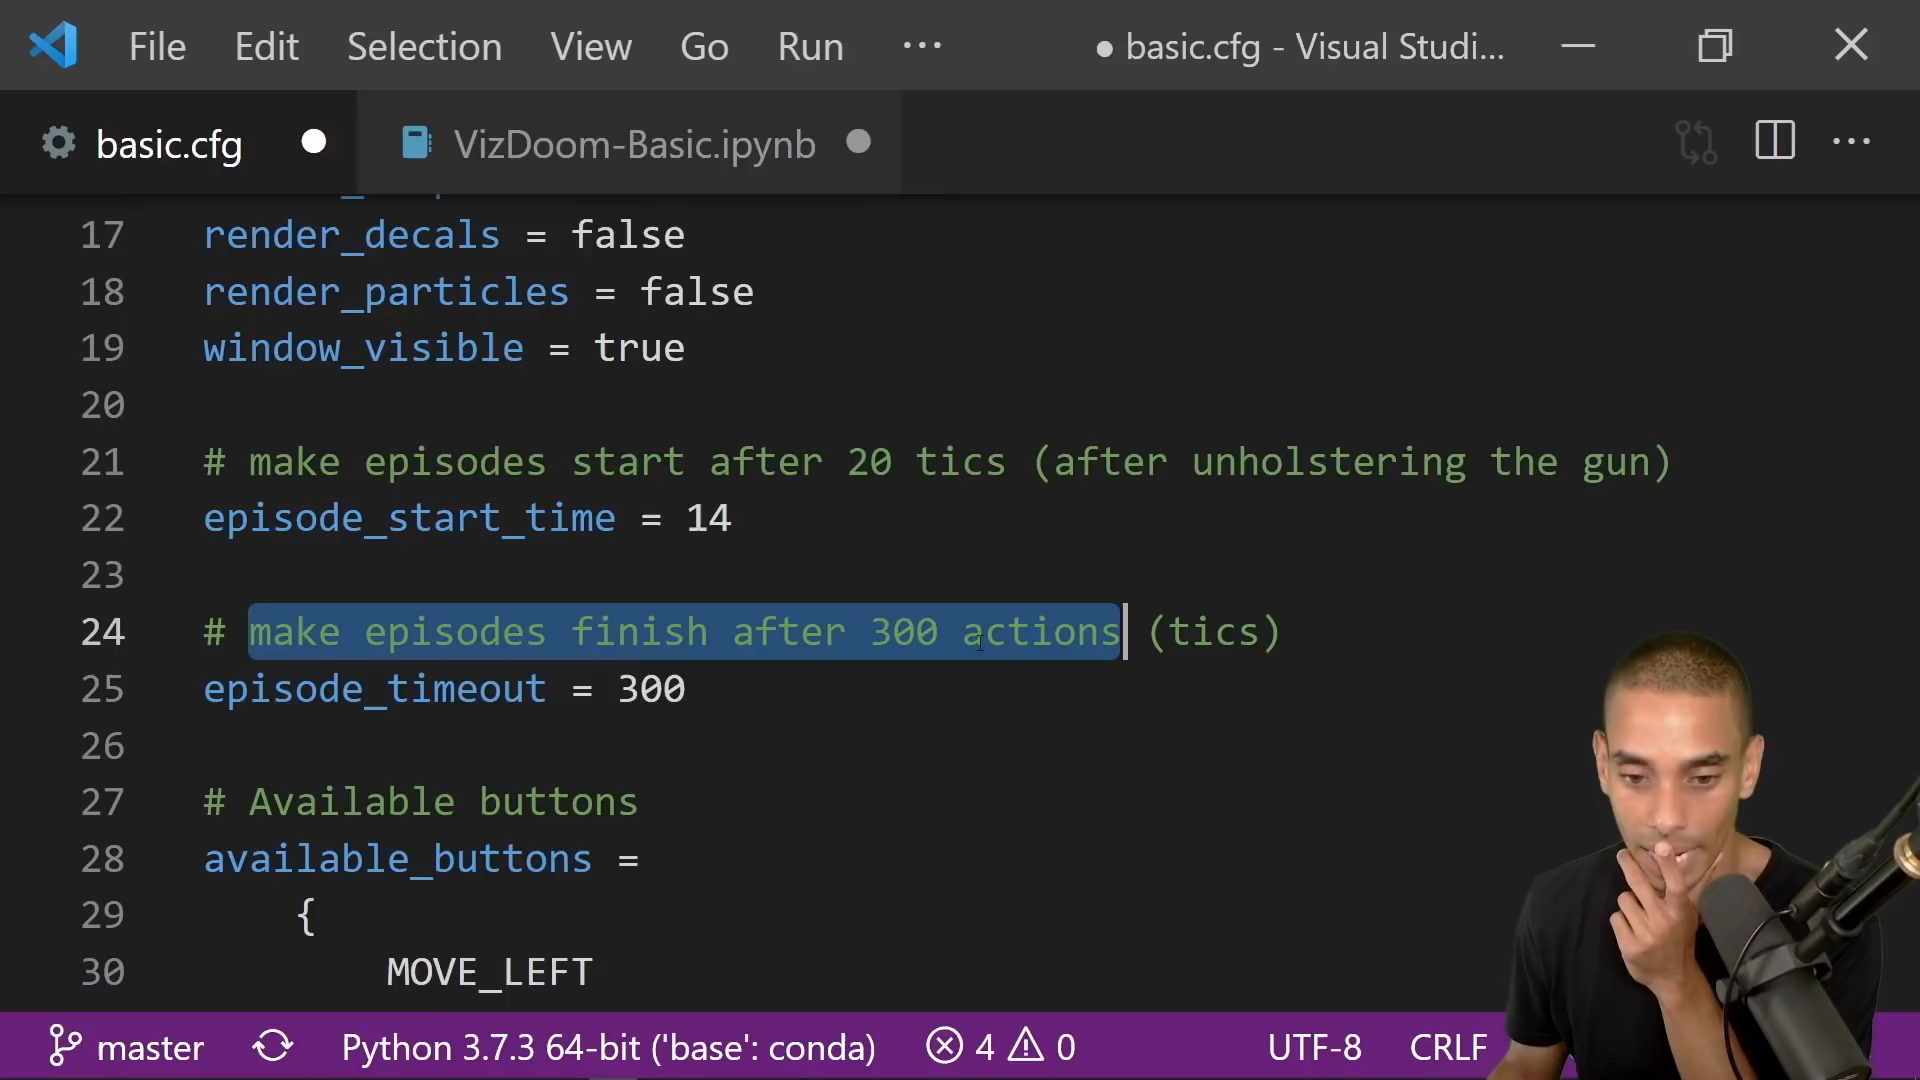 File Edit Selection View Go Run ··· ● basic.cfg - Visual Studi...
basic.cfg ● VizDoom-Basic.ipynb ●
17 render_decals = false
18 render_particles = false
19 window_visible = true
20
21 # make episodes start after 20 tics (after unholstering the gun)
22 episode_start_time = 14
23
24 # make episodes finish after 300 actions (tics)
25 episode_timeout = 300
26
27 # Available buttons
28 available_buttons =
29 {
30 MOVE_LEFT
master Python 3.7.3 64-bit ('base': conda) 4 0 UTF-8 CRLF